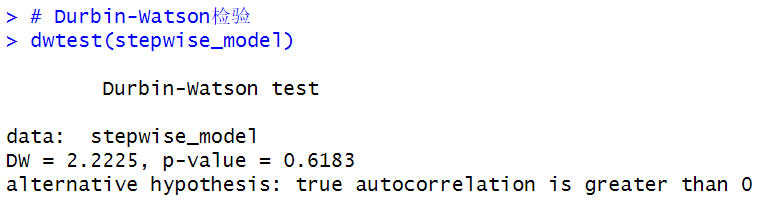 > # Durbin-Watson检验
> dwtest(stepwise_model)
Durbin-Watson test
data:  stepwise_model
DW = 2.2225, p-value = 0.6183
alternative hypothesis: true autocorrelation is greater than 0